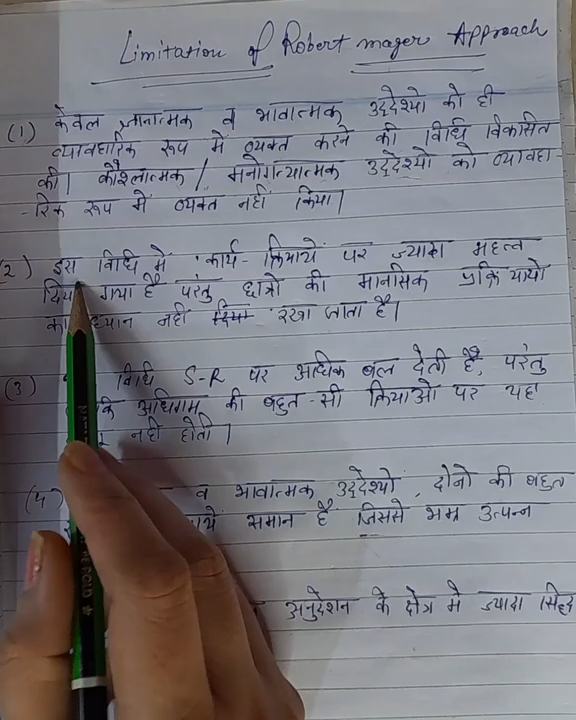 Limitation of Robert mager Approach
(1) केवल ज्ञानात्मक व भावात्मक उद्देश्यो को ही
व्यावहारिक रूप में व्यक्त करने की विधि विकसित
की। कौशलात्मक / मनोगत्यात्मक उद्देश्यो को व्यावहा-
-रिक रूप में व्यक्त नहीं किया।
(2) इस विधि में कार्य-क्रियायें पर ज्यादा महत्व
दिया गया है परंतु छात्रो की मानसिक प्रक्रियायो
का ध्यान नही रखा जाता है।
(3) विधि S-R पर अधिक बल देती है, परंतु
कि अधिगम की बहुत-सी क्रियाओ पर यह
नही होती।
(4) व भावात्मक उद्देश्यो, दोनो की बहुत
समान है जिससे भ्रम उत्पन्न
अनुदेशन के क्षेत्र मे ज्यादा सिद्ध